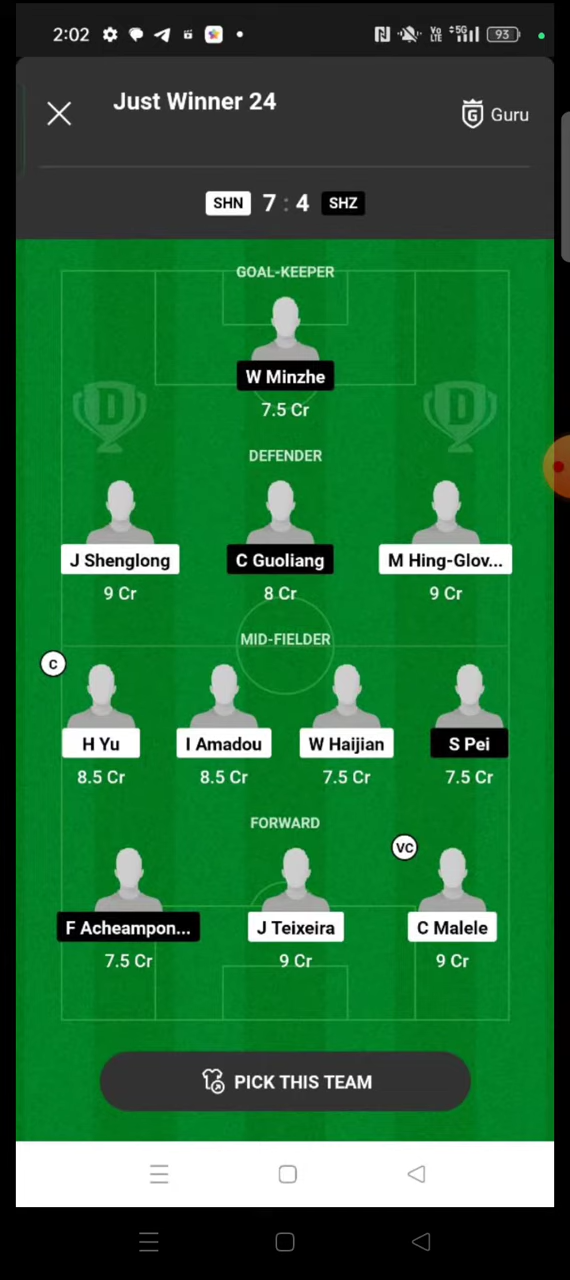 2:02
Vo LTE 5G 93
Just Winner 24
G Guru
SHN 7 : 4 SHZ
GOAL-KEEPER
W Minzhe
7.5 Cr
D D
DEFENDER
J Shenglong C Guoliang M Hing-Glov...
9 Cr 8 Cr 9 Cr
MID-FIELDER
C
H Yu I Amadou W Haijian S Pei
8.5 Cr 8.5 Cr 7.5 Cr 7.5 Cr
FORWARD
VC
F Acheampon... J Teixeira C Malele
7.5 Cr 9 Cr 9 Cr
PICK THIS TEAM